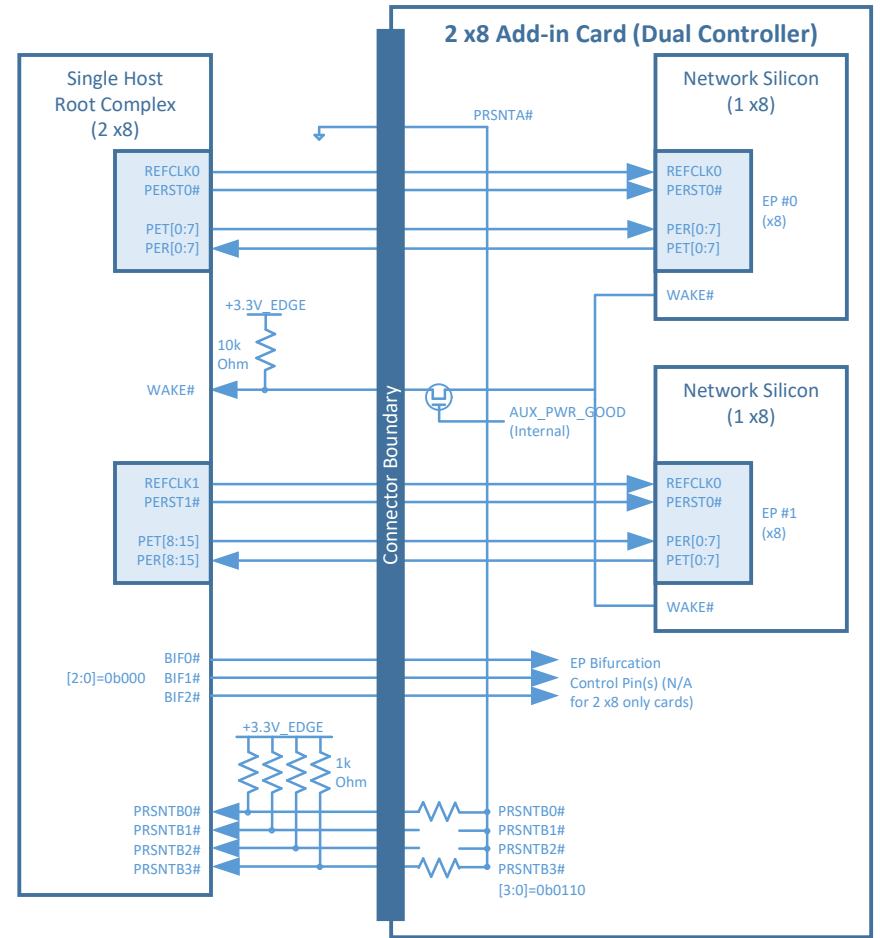 2 x8 Add-in Card (Dual Controller)
Single Host
Root Complex
(2 x8)
Network Silicon
(1 x8)
PRSNTA#
REFCLK0
PERST0#
PET[0:7]
PER[0:7]
REFCLK0
PERST0#
PER[0:7]
PET[0:7]
EP #0
(x8)
WAKE#
+3.3V_EDGE
10k
Ohm
WAKE#
Connector Boundary
AUX_PWR_GOOD
(Internal)
Network Silicon
(1 x8)
REFCLK1
PERST1#
PET[8:15]
PER[8:15]
REFCLK0
PERST0#
PER[0:7]
PET[0:7]
EP #1
(x8)
WAKE#
BIF0#
[2:0]=0b000 BIF1#
BIF2#
EP Bifurcation
Control Pin(s) (N/A
for 2 x8 only cards)
+3.3V_EDGE
1k
Ohm
PRSNTB0#
PRSNTB1#
PRSNTB2#
PRSNTB3#
PRSNTB0#
PRSNTB1#
PRSNTB2#
PRSNTB3#
[3:0]=0b0110